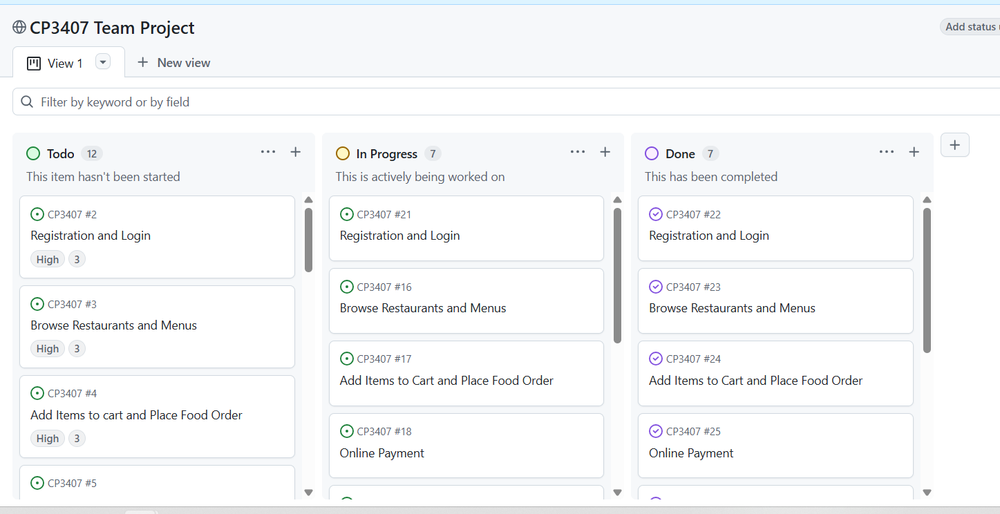 CP3407 Team Project
Add status
View 1
New view
Filter by keyword or by field
Todo 12
This item hasn't been started
CP3407 #2
Registration and Login
High 3
CP3407 #3
Browse Restaurants and Menus
High 3
CP3407 #4
Add Items to cart and Place Food Order
High 3
CP3407 #5
In Progress 7
This is actively being worked on
CP3407 #21
Registration and Login
CP3407 #16
Browse Restaurants and Menus
CP3407 #17
Add Items to Cart and Place Food Order
CP3407 #18
Online Payment
Done 7
This has been completed
CP3407 #22
Registration and Login
CP3407 #23
Browse Restaurants and Menus
CP3407 #24
Add Items to Cart and Place Food Order
CP3407 #25
Online Payment